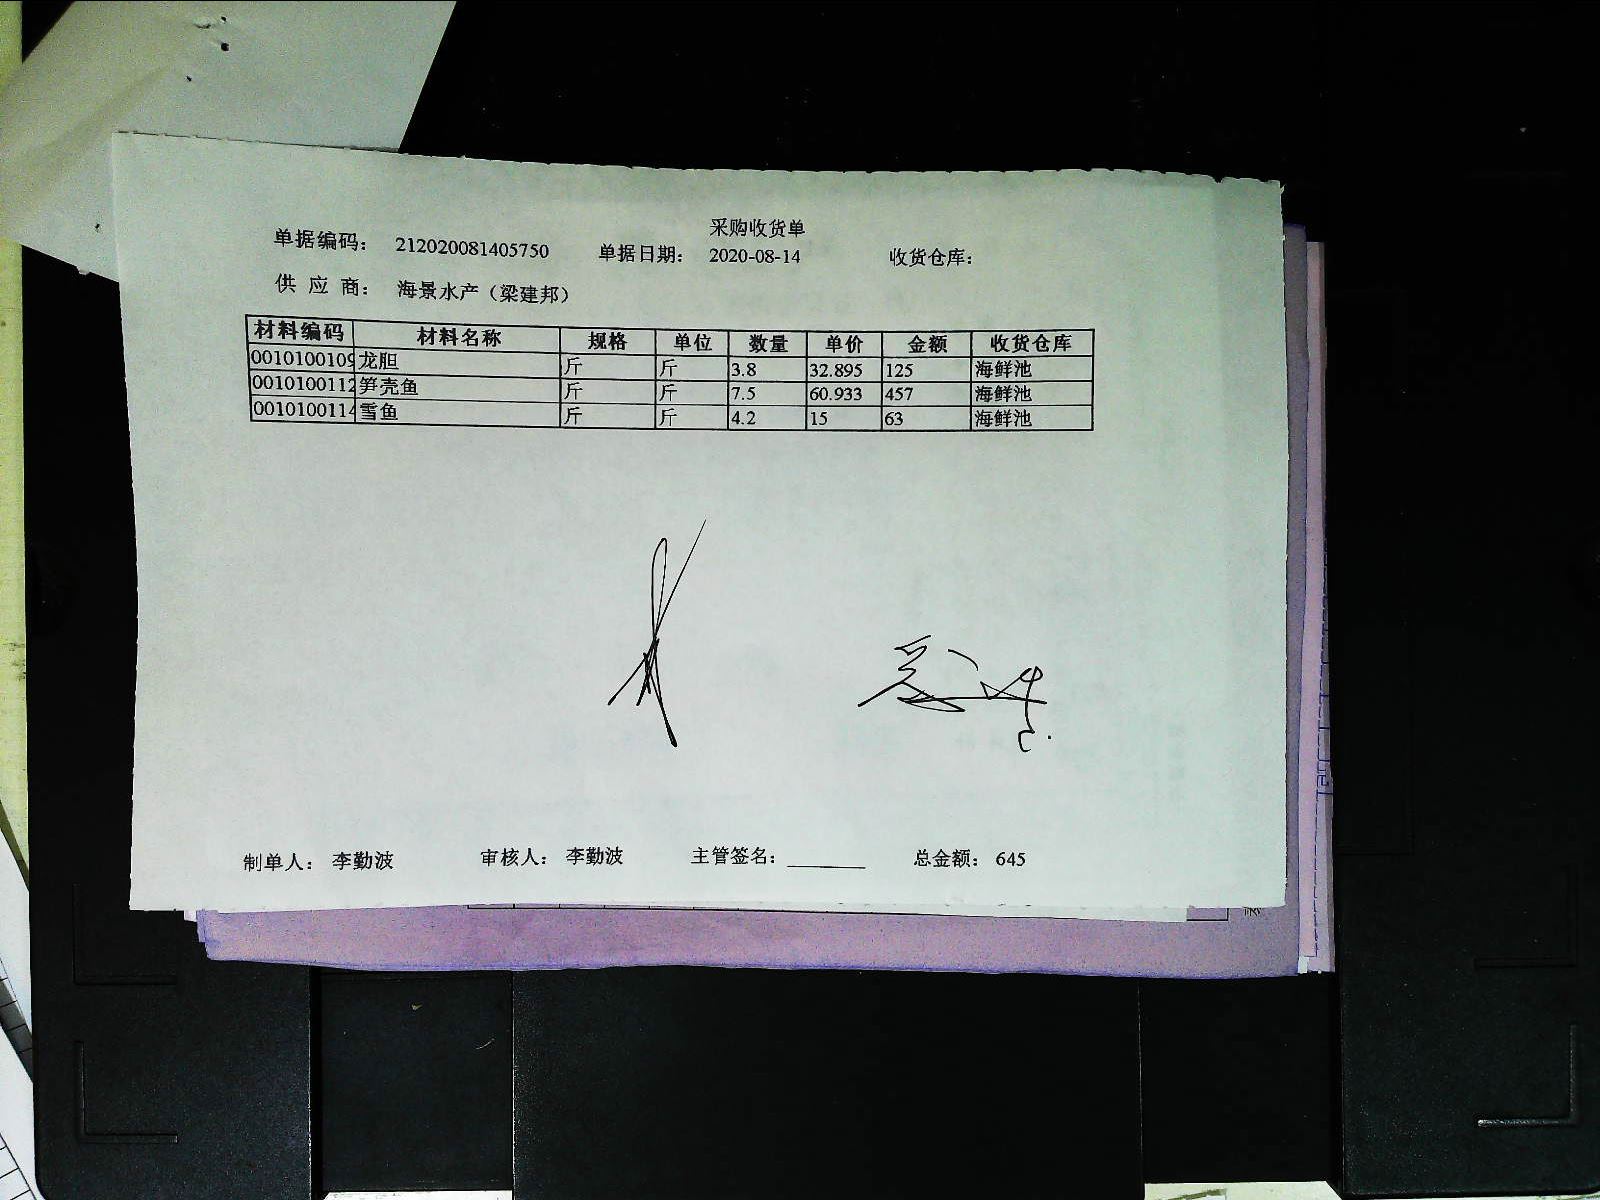 采购收货单
单据编码： 212020081405750 单据日期： 2020-08-14 收货仓库：
供 应 商： 海景水产（梁建邦）
材料编码 材料名称 规格 单位 数量 单价 金额 收货仓库
0010100109 龙胆 斤 斤 3.8 32.895 125 海鲜池
0010100112 笋壳鱼 斤 斤 7.5 60.933 457 海鲜池
0010100114 雪鱼 斤 斤 4.2 15 63 海鲜池
制单人： 李勤波 审核人： 李勤波 主管签名：________ 总金额： 645